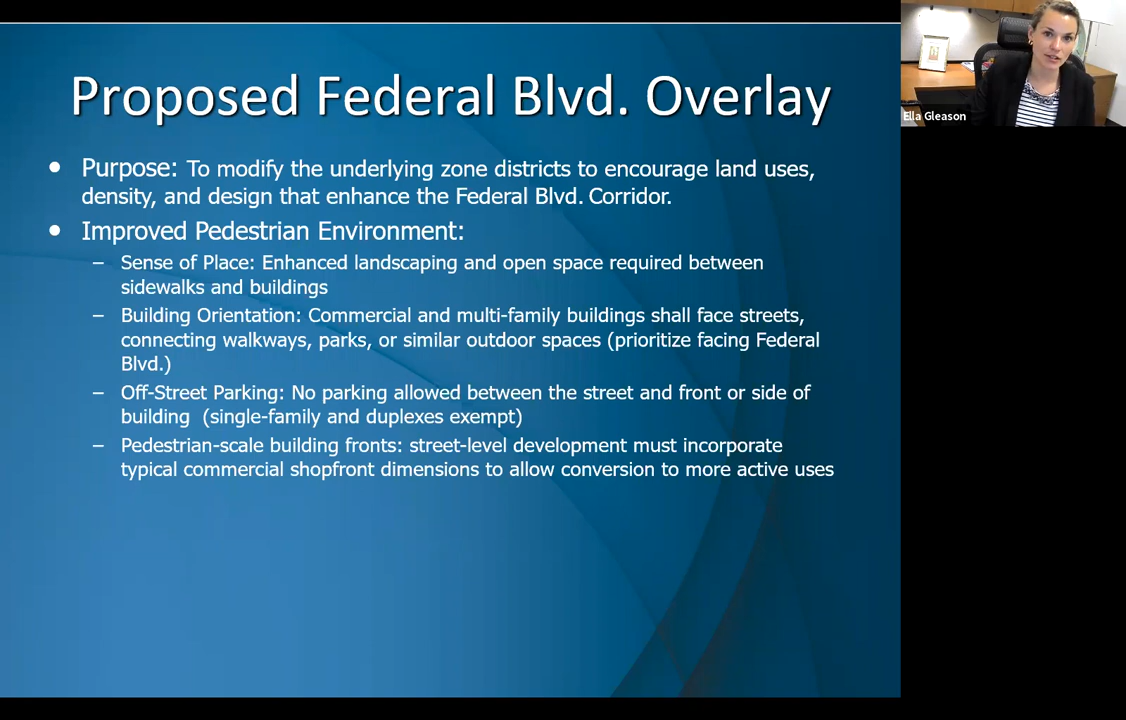 Proposed Federal Blvd. Overlay
Ella Gleason
• Purpose: To modify the underlying zone districts to encourage land uses,
density, and design that enhance the Federal Blvd. Corridor.
• Improved Pedestrian Environment:
– Sense of Place: Enhanced landscaping and open space required between
sidewalks and buildings
– Building Orientation: Commercial and multi-family buildings shall face streets,
connecting walkways, parks, or similar outdoor spaces (prioritize facing Federal
Blvd.)
– Off-Street Parking: No parking allowed between the street and front or side of
building (single-family and duplexes exempt)
– Pedestrian-scale building fronts: street-level development must incorporate
typical commercial shopfront dimensions to allow conversion to more active uses